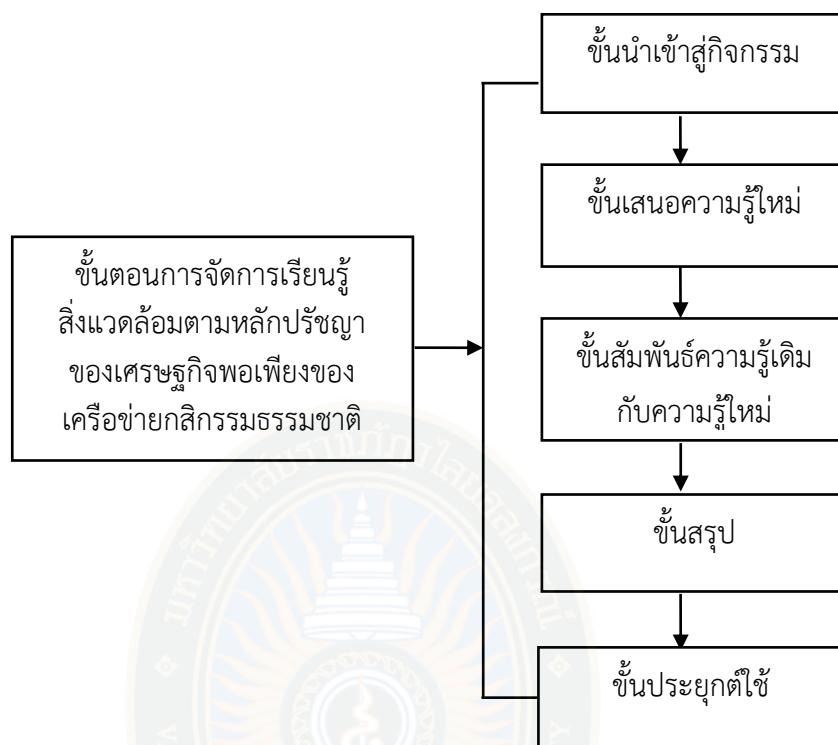 ขั้นนำเข้าสู่กิจกรรม
ขั้นเสนอความรู้ใหม่
ขั้นตอนการจัดการเรียนรู้
สิ่งแวดล้อมตามหลักปรัชญา
ของเศรษฐกิจพอเพียงของ
เครือข่ายกสิกรรมธรรมชาติ
ขั้นสัมพันธ์ความรู้เดิม
กับความรู้ใหม่
ขั้นสรุป
ขั้นประยุกต์ใช้